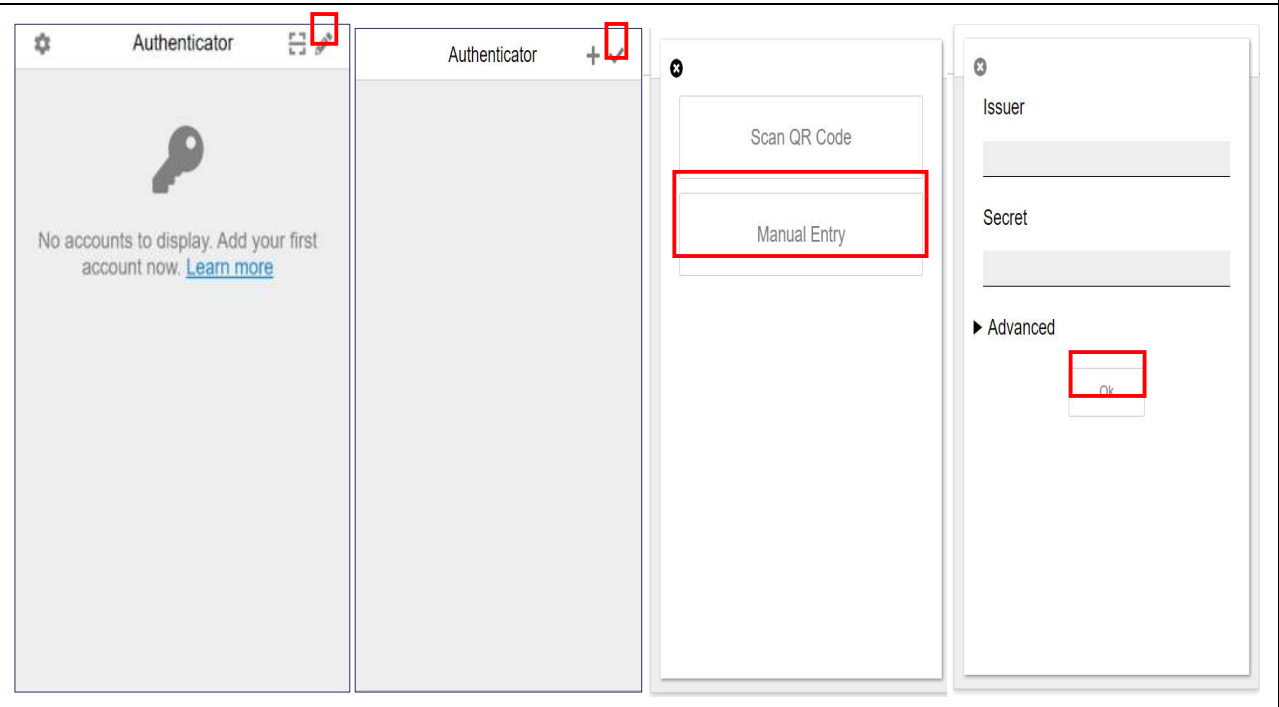 Authenticator
No accounts to display. Add your first
account now. Learn more
Authenticator
Scan QR Code
Manual Entry
Issuer
Secret
Advanced
Ok